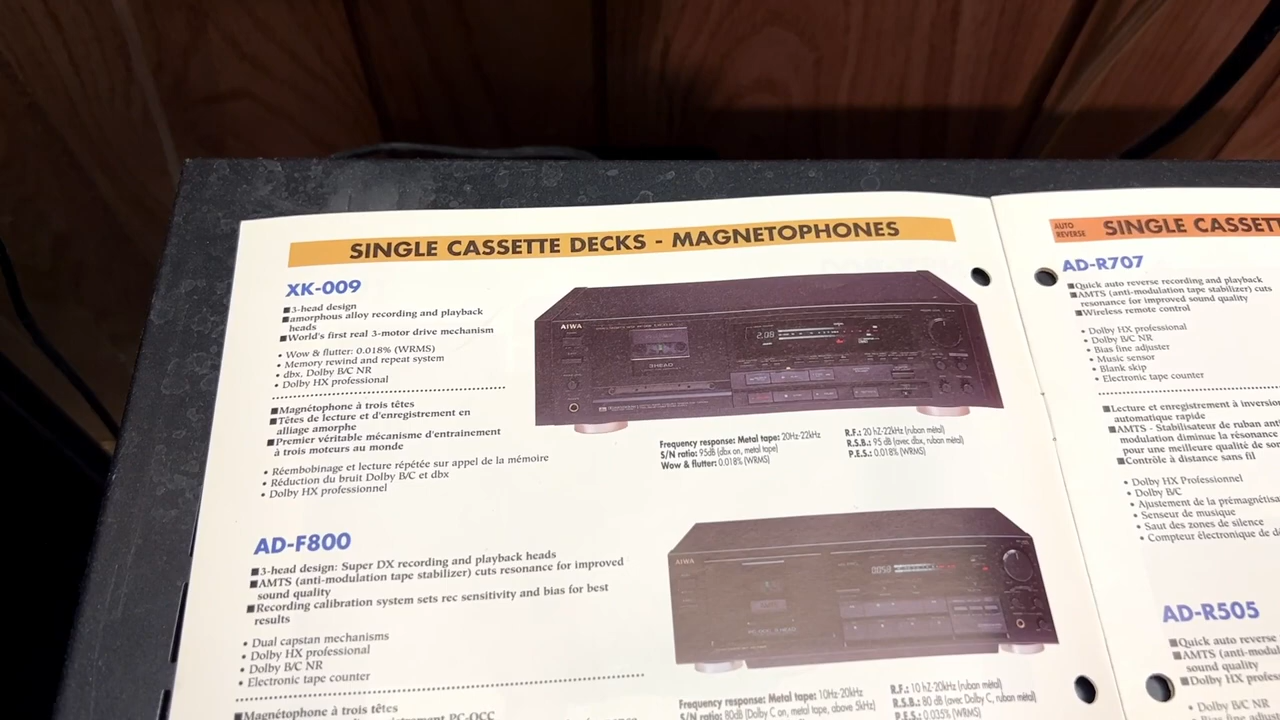 SINGLE CASSETTE DECKS - MAGNETOPHONES
XK-009
■3-head design
■amorphous alloy recording and playback
heads
■World's first real 3-motor drive mechanism
• Wow & flutter: 0.018% (WRMS)
• Memory rewind and repeat system
• dbx, Dolby B/C NR
• Dolby HX professional
■Magnétophone à trois têtes
■Têtes de lecture et d'enregistrement en
alliage amorphe
■Premier véritable mécanisme d'entrainement
à trois moteurs au monde
• Réembobinage et lecture répétée sur appel de la mémoire
• Réduction du bruit Dolby B/C et dbx
• Dolby HX professionnel
AIWA
2.08
3HEAD
Frequency response: Metal tape: 20Hz-22kHz
S/N ratio: 95dB (dbx on, metal tape)
Wow & flutter: 0.018% (WRMS)
R.F.: 20 hZ-22kHz (ruban métal)
R.S.B.: 95 dB (avec dbx, ruban métal)
P.E.S.: 0.018% (WRMS)
AD-F800
■3-head design: Super DX recording and playback heads
■AMTS (anti-modulation tape stabilizer) cuts resonance for improved
sound quality
■Recording calibration system sets rec sensitivity and bias for best
results
• Dual capstan mechanisms
• Dolby HX professional
• Dolby B/C NR
• Electronic tape counter
■Magnétophone à trois têtes
PC-OCC
AIWA
0058
Frequency response: Metal tape: 10Hz-20kHz
S/N ratio: 80dB (Dolby C on, metal tape, above 5kHz)
R.F.: 10 hZ-20kHz (ruban métal)
R.S.B.: 80 dB (avec Dolby C, ruban métal)
P.E.S.: 0.035% (WRMS)
AUTO
REVERSE
SINGLE CASSETT
AD-R707
■Quick auto reverse recording and playback
■AMTS (anti-modulation tape stabilizer) cuts
resonance for improved sound quality
■Wireless remote control
• Dolby HX professional
• Dolby B/C NR
• Bias fine adjuster
• Music sensor
• Blank skip
• Electronic tape counter
■Lecture et enregistrement à inversio
automatique rapide
■AMTS - Stabilisateur de ruban anti
modulation diminue la résonance
pour une meilleure qualité de son
■Contrôle à distance sans fil
• Dolby HX Professionnel
• Dolby B/C
• Ajustement de la prémagnétisa
• Senseur de musique
• Saut des zones de silence
• Compteur électronique de dé
AD-R505
■Quick auto reverse
■AMTS (anti-modul
sound quality
■Dolby HX profes
• Dolby B/C NR